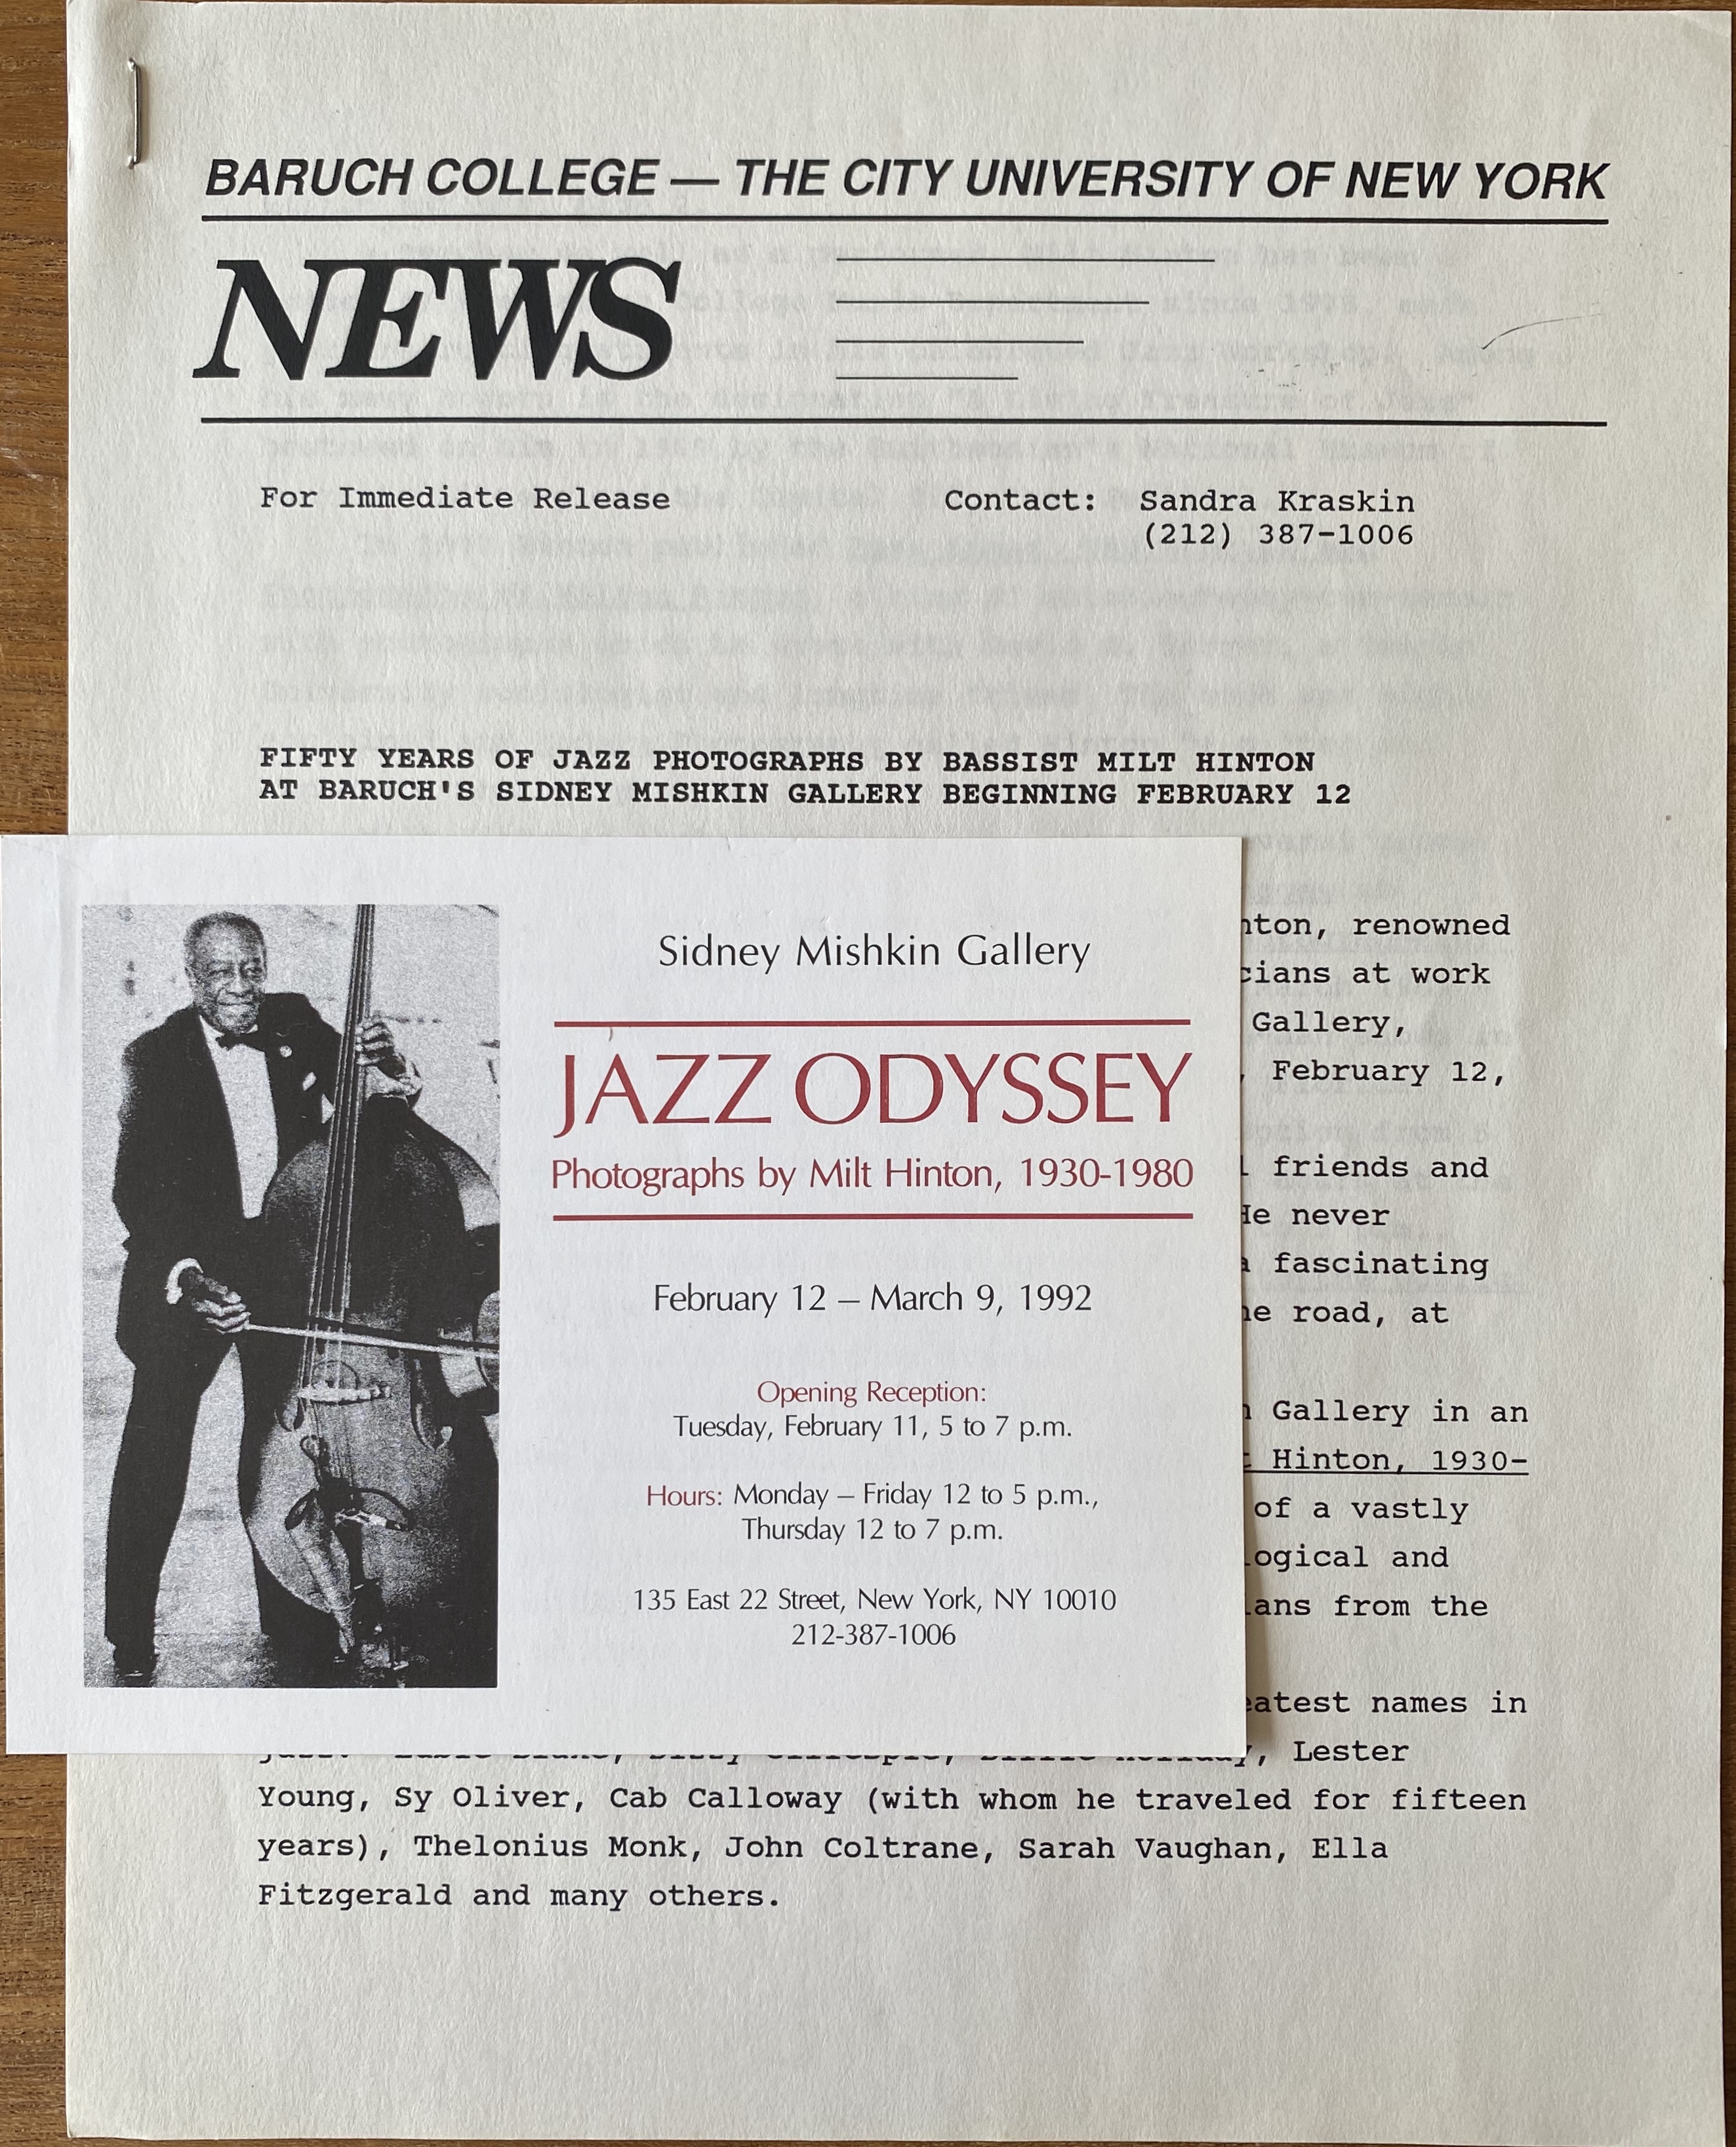 BARUCH COLLEGE — THE CITY UNIVERSITY OF NEW YORK
NEWS
For Immediate Release
Contact: Sandra Kraskin
(212) 387-1006
FIFTY YEARS OF JAZZ PHOTOGRAPHS BY BASSIST MILT HINTON
AT BARUCH'S SIDNEY MISHKIN GALLERY BEGINNING FEBRUARY 12
Sidney Mishkin Gallery
JAZZ ODYSSEY
Photographs by Milt Hinton, 1930-1980
February 12 – March 9, 1992
Opening Reception:
Tuesday, February 11, 5 to 7 p.m.
Hours: Monday – Friday 12 to 5 p.m.,
Thursday 12 to 7 p.m.
135 East 22 Street, New York, NY 10010
212-387-1006
nton, renowned
cians at work
Gallery,
, February 12,
friends and
He never
fascinating
he road, at
Gallery in an
Hinton, 1930-
of a vastly
ogical and
ans from the
eatest names in
, Lester
Young, Sy Oliver, Cab Calloway (with whom he traveled for fifteen
years), Thelonius Monk, John Coltrane, Sarah Vaughan, Ella
Fitzgerald and many others.